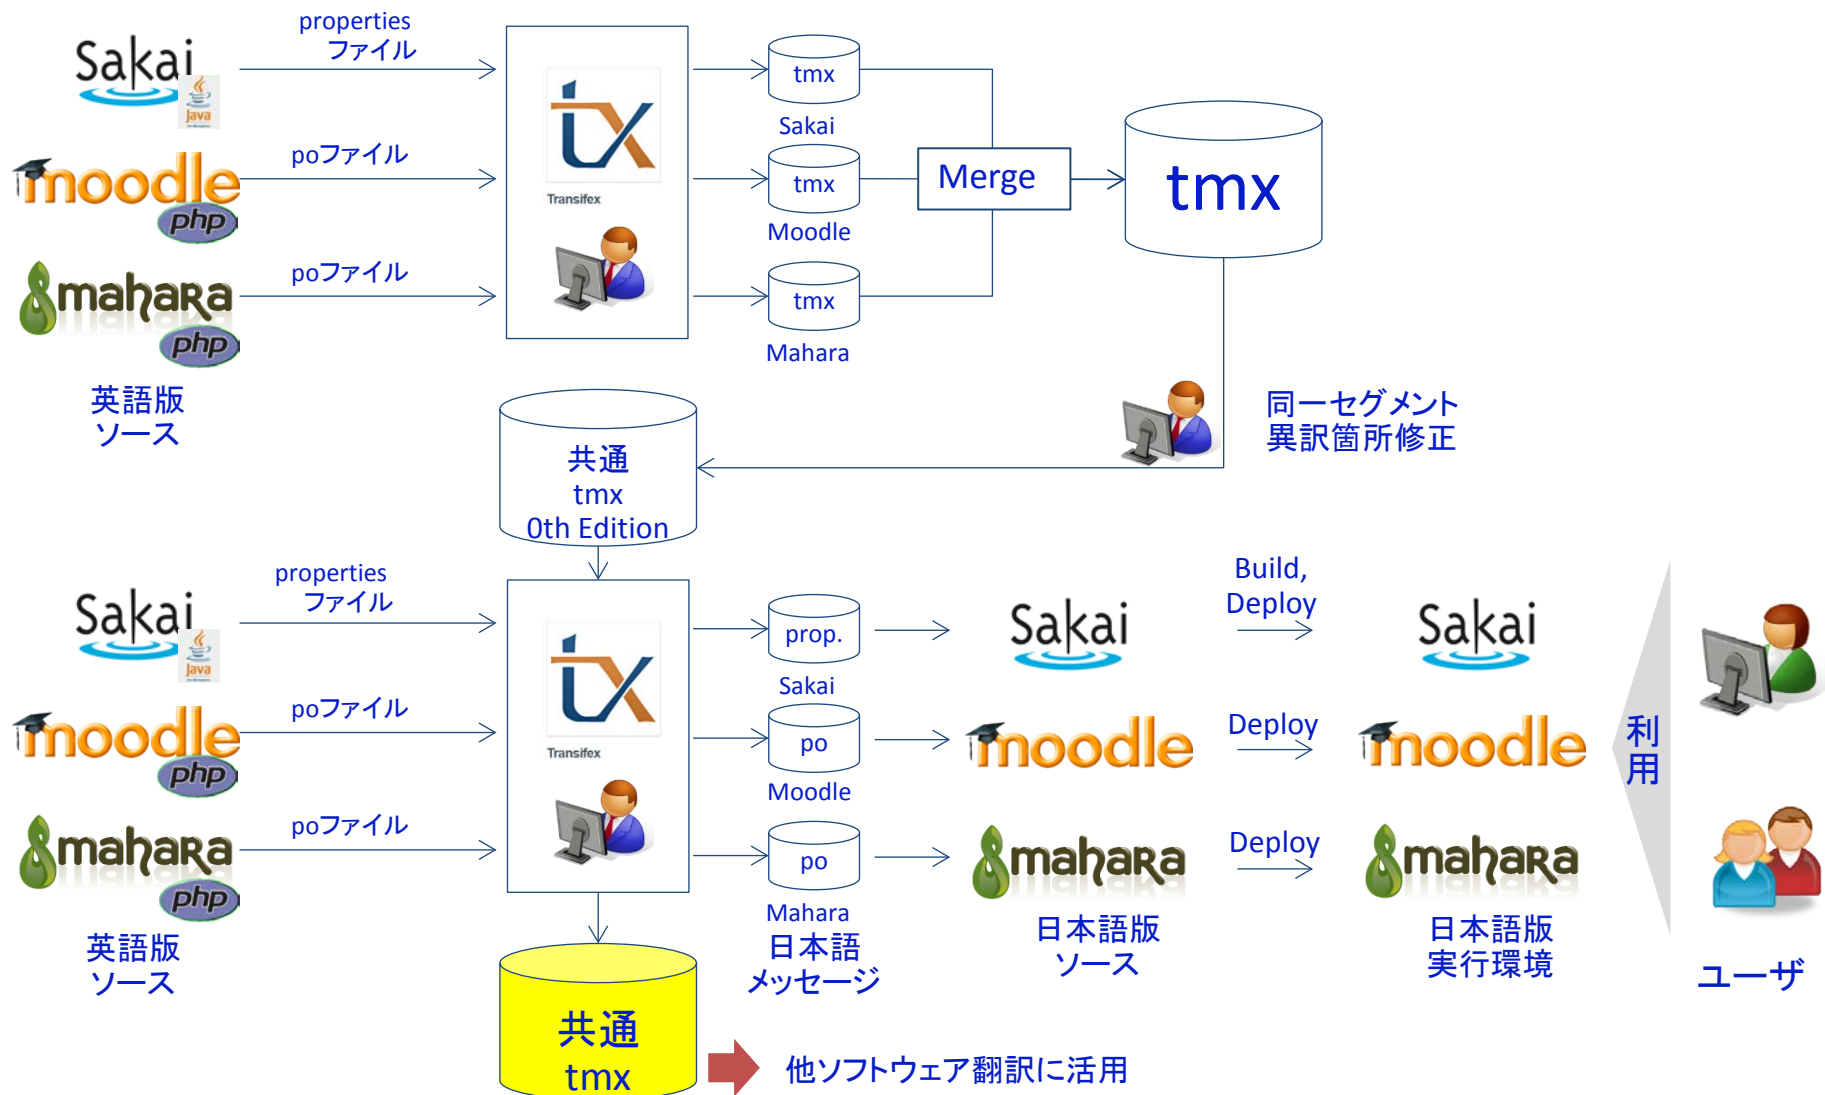 properties
ファイル
Sakai
Java
poファイル
moodle
php
poファイル
mahara
php
英語版
ソース
tx
Transifex
tmx
Sakai
tmx
Moodle
tmx
Mahara
Merge
tmx
同一セグメント
異訳箇所修正
共通
tmx
0th Edition
properties
ファイル
Sakai
Java
poファイル
moodle
php
poファイル
mahara
php
英語版
ソース
tx
Transifex
prop.
Sakai
po
Moodle
po
Mahara
日本語
メッセージ
Sakai
moodle
mahara
日本語版
ソース
Build,
Deploy
Deploy
Deploy
Sakai
moodle
mahara
日本語版
実行環境
利
用
ユーザ
共通
tmx
他ソフトウェア翻訳に活用